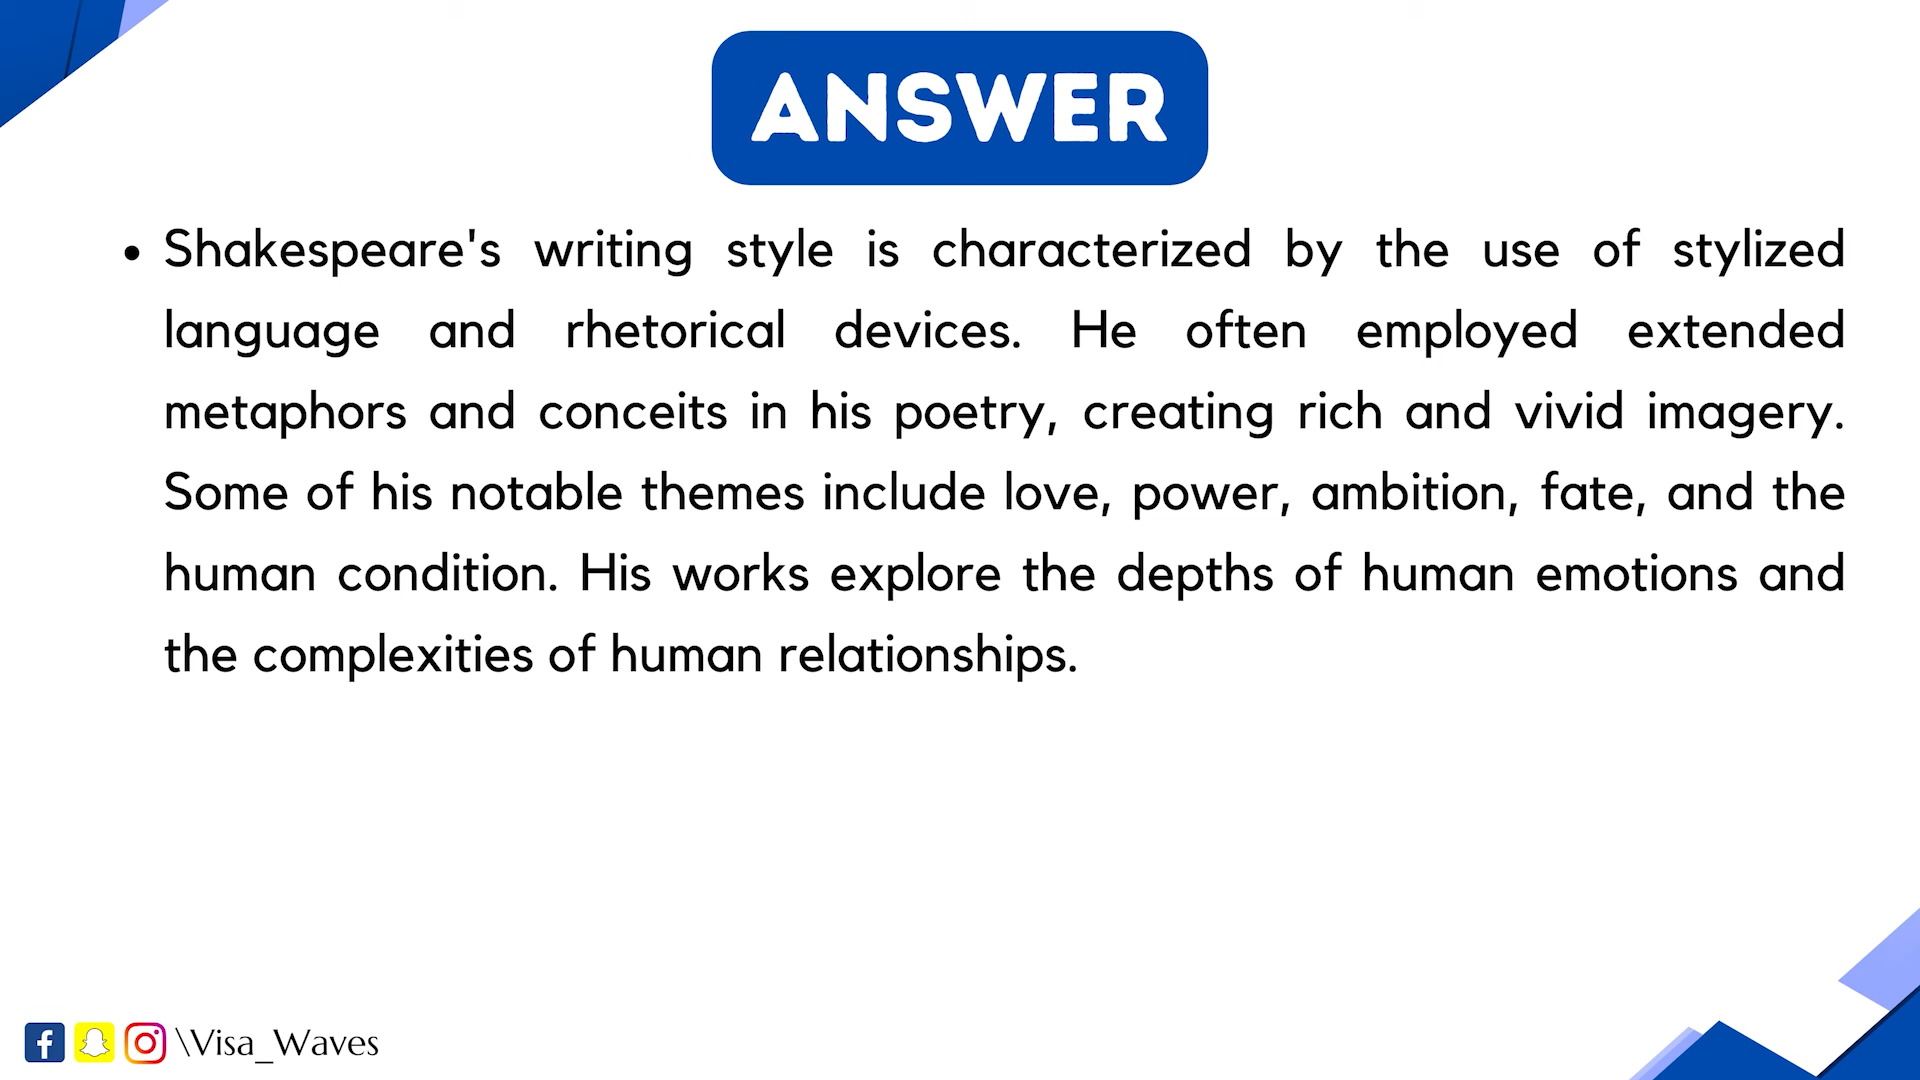 ANSWER
• Shakespeare's writing style is characterized by the use of stylized
language and rhetorical devices. He often employed extended
metaphors and conceits in his poetry, creating rich and vivid imagery.
Some of his notable themes include love, power, ambition, fate, and the
human condition. His works explore the depths of human emotions and
the complexities of human relationships.
\Visa_Waves